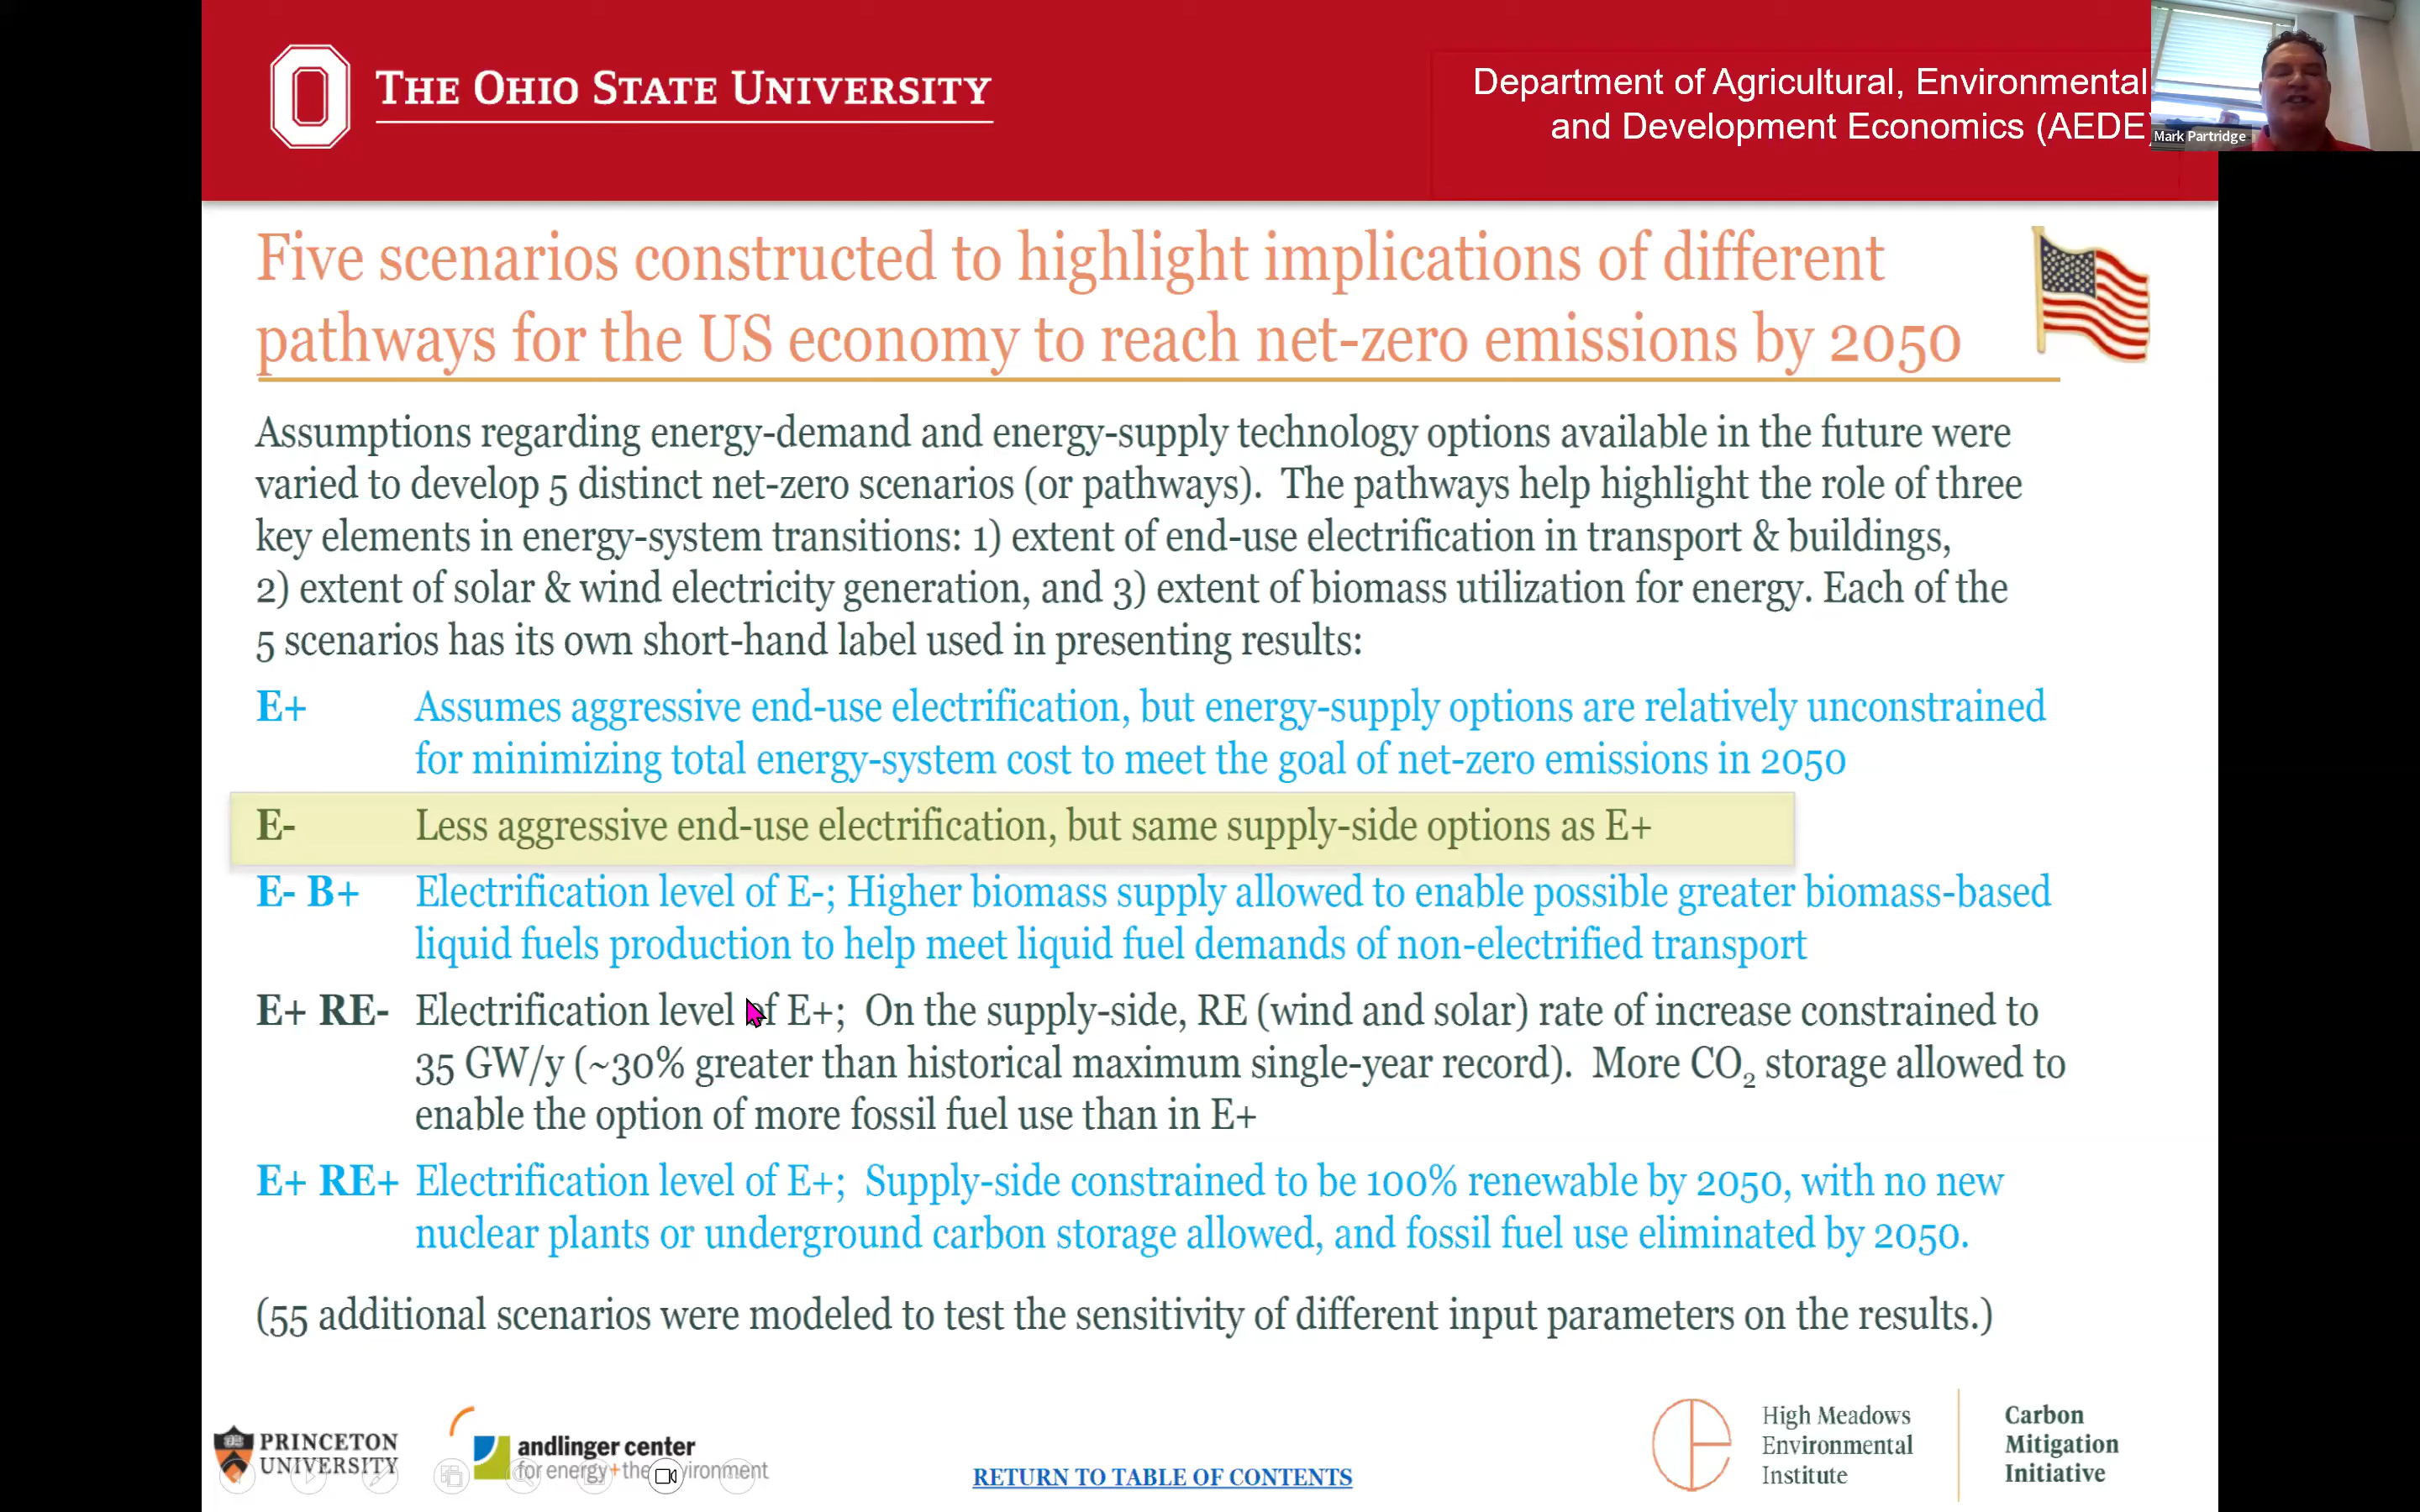 THE OHIO STATE UNIVERSITY
Department of Agricultural, Environmental
and Development Economics (AEDE)
Mark Partridge
Five scenarios constructed to highlight implications of different
pathways for the US economy to reach net-zero emissions by 2050
Assumptions regarding energy-demand and energy-supply technology options available in the future were
varied to develop 5 distinct net-zero scenarios (or pathways). The pathways help highlight the role of three
key elements in energy-system transitions: 1) extent of end-use electrification in transport & buildings,
2) extent of solar & wind electricity generation, and 3) extent of biomass utilization for energy. Each of the
5 scenarios has its own short-hand label used in presenting results:
E+ Assumes aggressive end-use electrification, but energy-supply options are relatively unconstrained
for minimizing total energy-system cost to meet the goal of net-zero emissions in 2050
E- Less aggressive end-use electrification, but same supply-side options as E+
E- B+ Electrification level of E-; Higher biomass supply allowed to enable possible greater biomass-based
liquid fuels production to help meet liquid fuel demands of non-electrified transport
E+ RE- Electrification level of E+; On the supply-side, RE (wind and solar) rate of increase constrained to
35 GW/y (~30% greater than historical maximum single-year record). More CO₂ storage allowed to
enable the option of more fossil fuel use than in E+
E+ RE+ Electrification level of E+; Supply-side constrained to be 100% renewable by 2050, with no new
nuclear plants or underground carbon storage allowed, and fossil fuel use eliminated by 2050.
(55 additional scenarios were modeled to test the sensitivity of different input parameters on the results.)
PRINCETON
UNIVERSITY
andlinger center
for energy+the environment
RETURN TO TABLE OF CONTENTS
High Meadows
Environmental
Institute
Carbon
Mitigation
Initiative